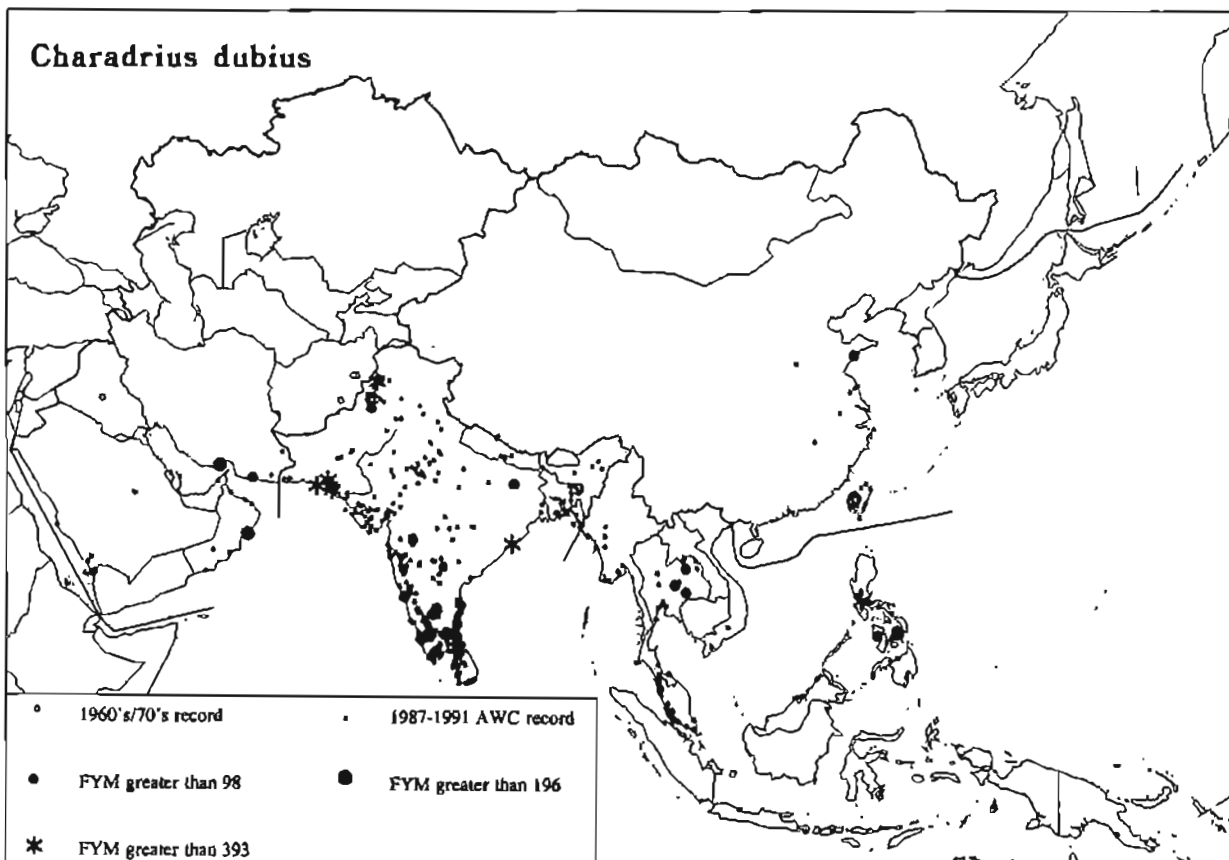 Charadrius dubius
1960's/70's record
1987-1991 AWC record
FYM greater than 98
FYM greater than 196
FYM greater than 393